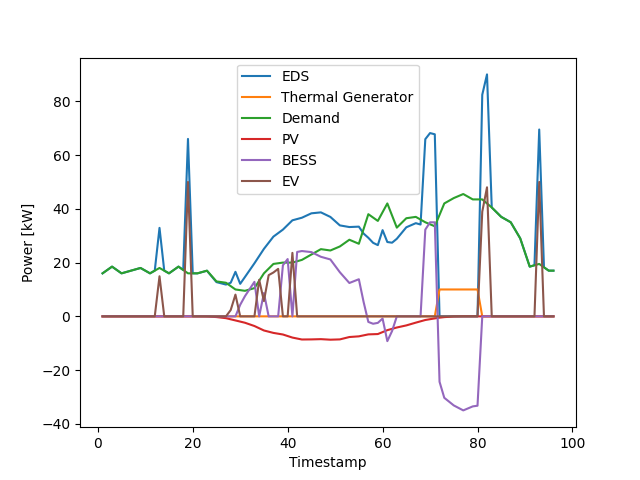 EDS
Thermal Generator
Demand
PV
BESS
EV
Power [kW]
80
60
40
20
0
−20
−40
0 20 40 60 80 100
Timestamp